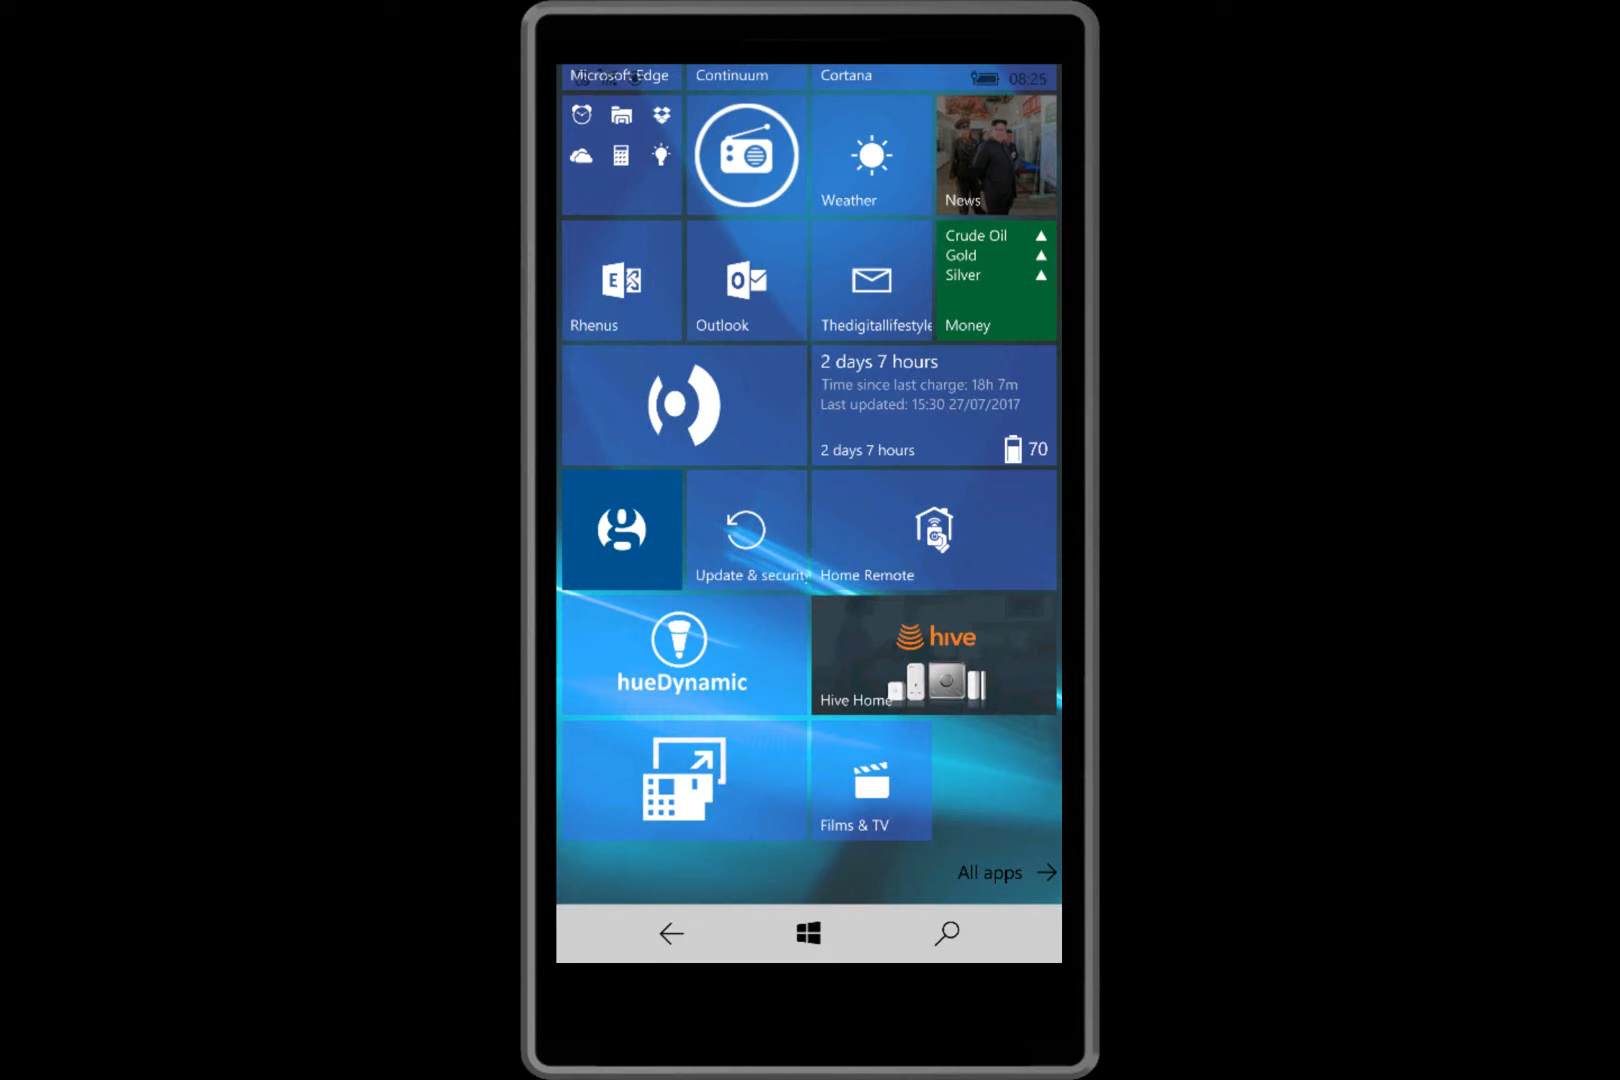 Microsoft Edge
Continuum
Cortana
08:25
Weather
News
Crude Oil
Gold
Silver
Money
E
Rhenus
O
Outlook
Thedigitallifestyle
2 days 7 hours
Time since last charge: 18h 7m
Last updated: 15:30 27/07/2017
2 days 7 hours
70
g
Update & security
Home Remote
hueDynamic
hive
Hive Home
Films & TV
All apps